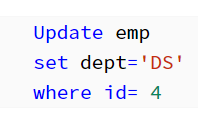 Update emp
set dept='DS'
where id= 4